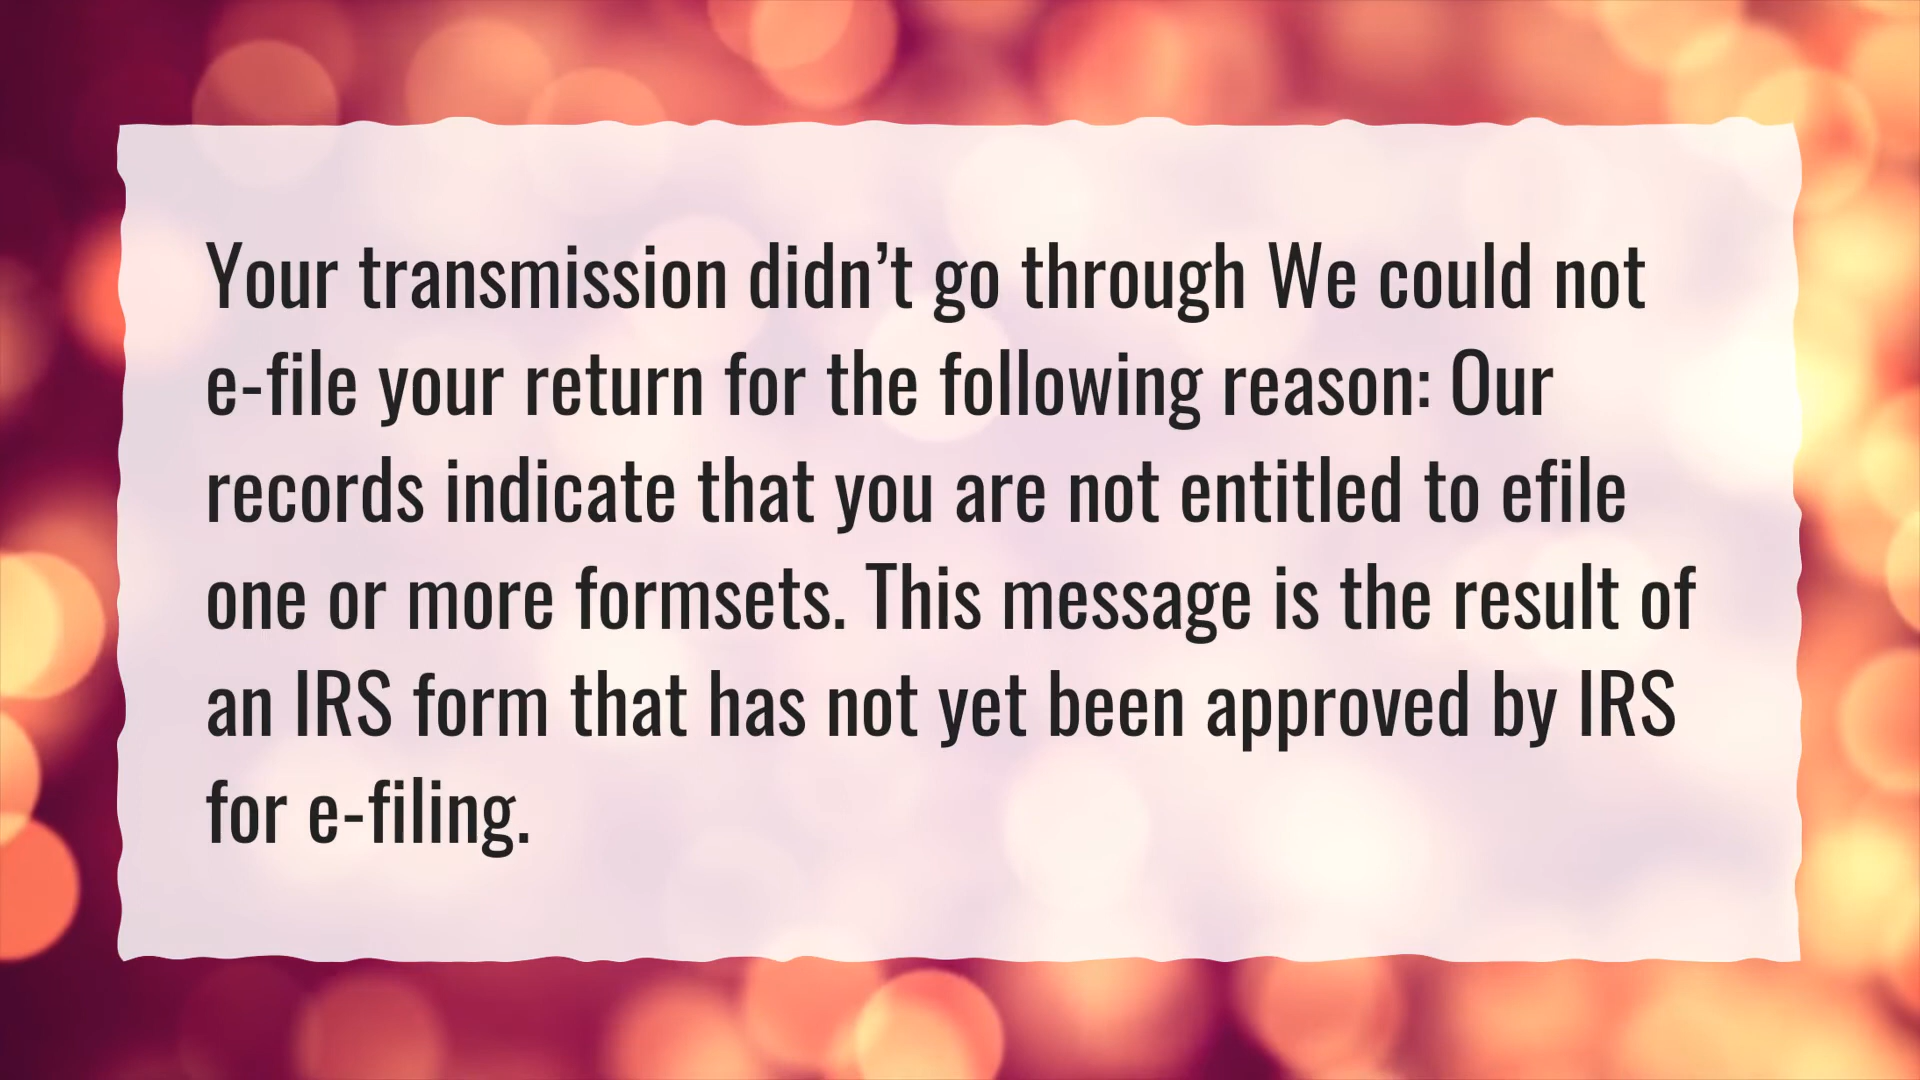 Your transmission didn’t go through We could not
e-file your return for the following reason: Our
records indicate that you are not entitled to efile
one or more formsets. This message is the result of
an IRS form that has not yet been approved by IRS
for e-filing.